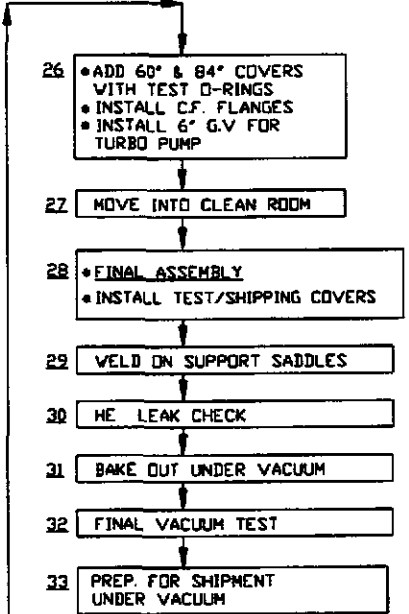 26 • ADD 60" & 84" COVERS
WITH TEST O-RINGS
• INSTALL C.F. FLANGES
• INSTALL 6" G.V FOR
TURBO PUMP
27 MOVE INTO CLEAN ROOM
28 • FINAL ASSEMBLY
• INSTALL TEST/SHIPPING COVERS
29 WELD ON SUPPORT SADDLES
30 HE LEAK CHECK
31 BAKE OUT UNDER VACUUM
32 FINAL VACUUM TEST
33 PREP. FOR SHIPMENT
UNDER VACUUM